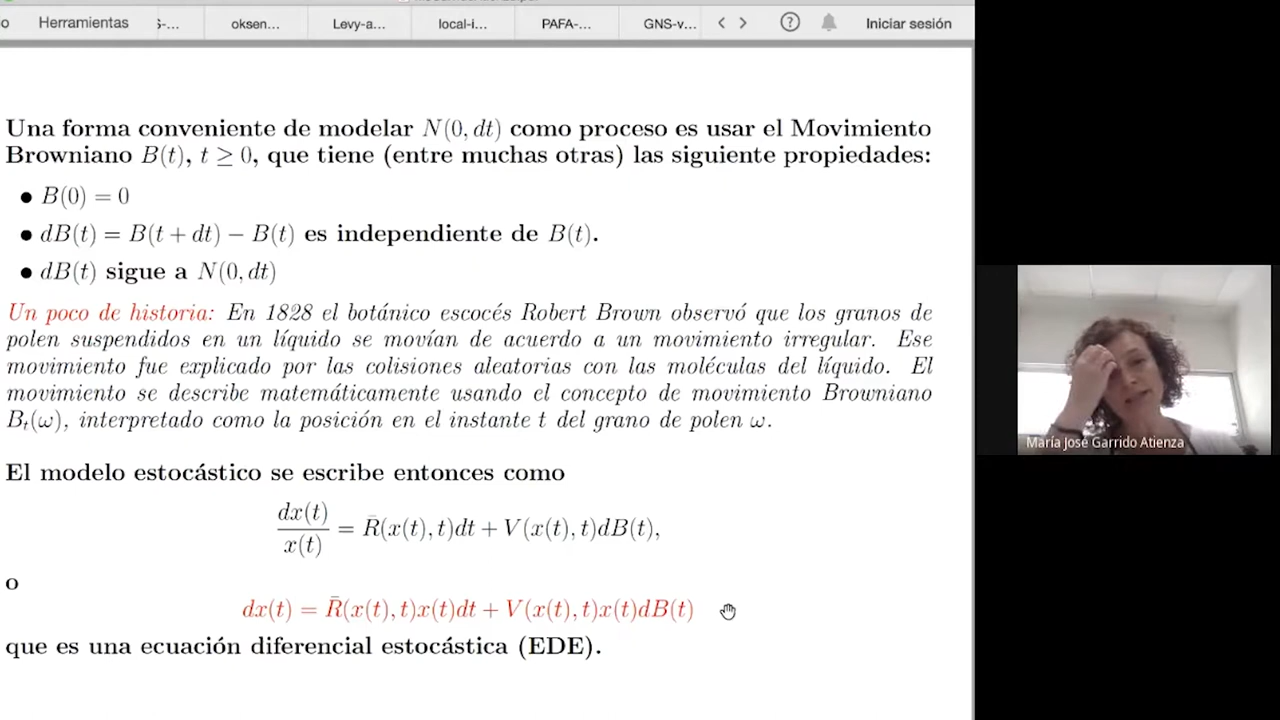 Herramientas
oksen...
Levy-a...
local-i...
PAFA-...
GNS-v...
Iniciar sesión
Una forma conveniente de modelar N(0, dt) como proceso es usar el Movimiento
Browniano B(t), t ≥ 0, que tiene (entre muchas otras) las siguiente propiedades:
• B(0) = 0
• dB(t) = B(t + dt) − B(t) es independiente de B(t).
• dB(t) sigue a N(0, dt)
Un poco de historia: En 1828 el botánico escocés Robert Brown observó que los granos de
polen suspendidos en un líquido se movían de acuerdo a un movimiento irregular. Ese
movimiento fue explicado por las colisiones aleatorias con las moléculas del líquido. El
movimiento se describe matemáticamente usando el concepto de movimiento Browniano
Bₜ(ω), interpretado como la posición en el instante t del grano de polen ω.
El modelo estocástico se escribe entonces como
dx(t)/x(t) = R̄(x(t), t)dt + V(x(t), t)dB(t),
o
dx(t) = R̄(x(t), t)x(t)dt + V(x(t), t)x(t)dB(t)
que es una ecuación diferencial estocástica (EDE).
María José Garrido Atienza